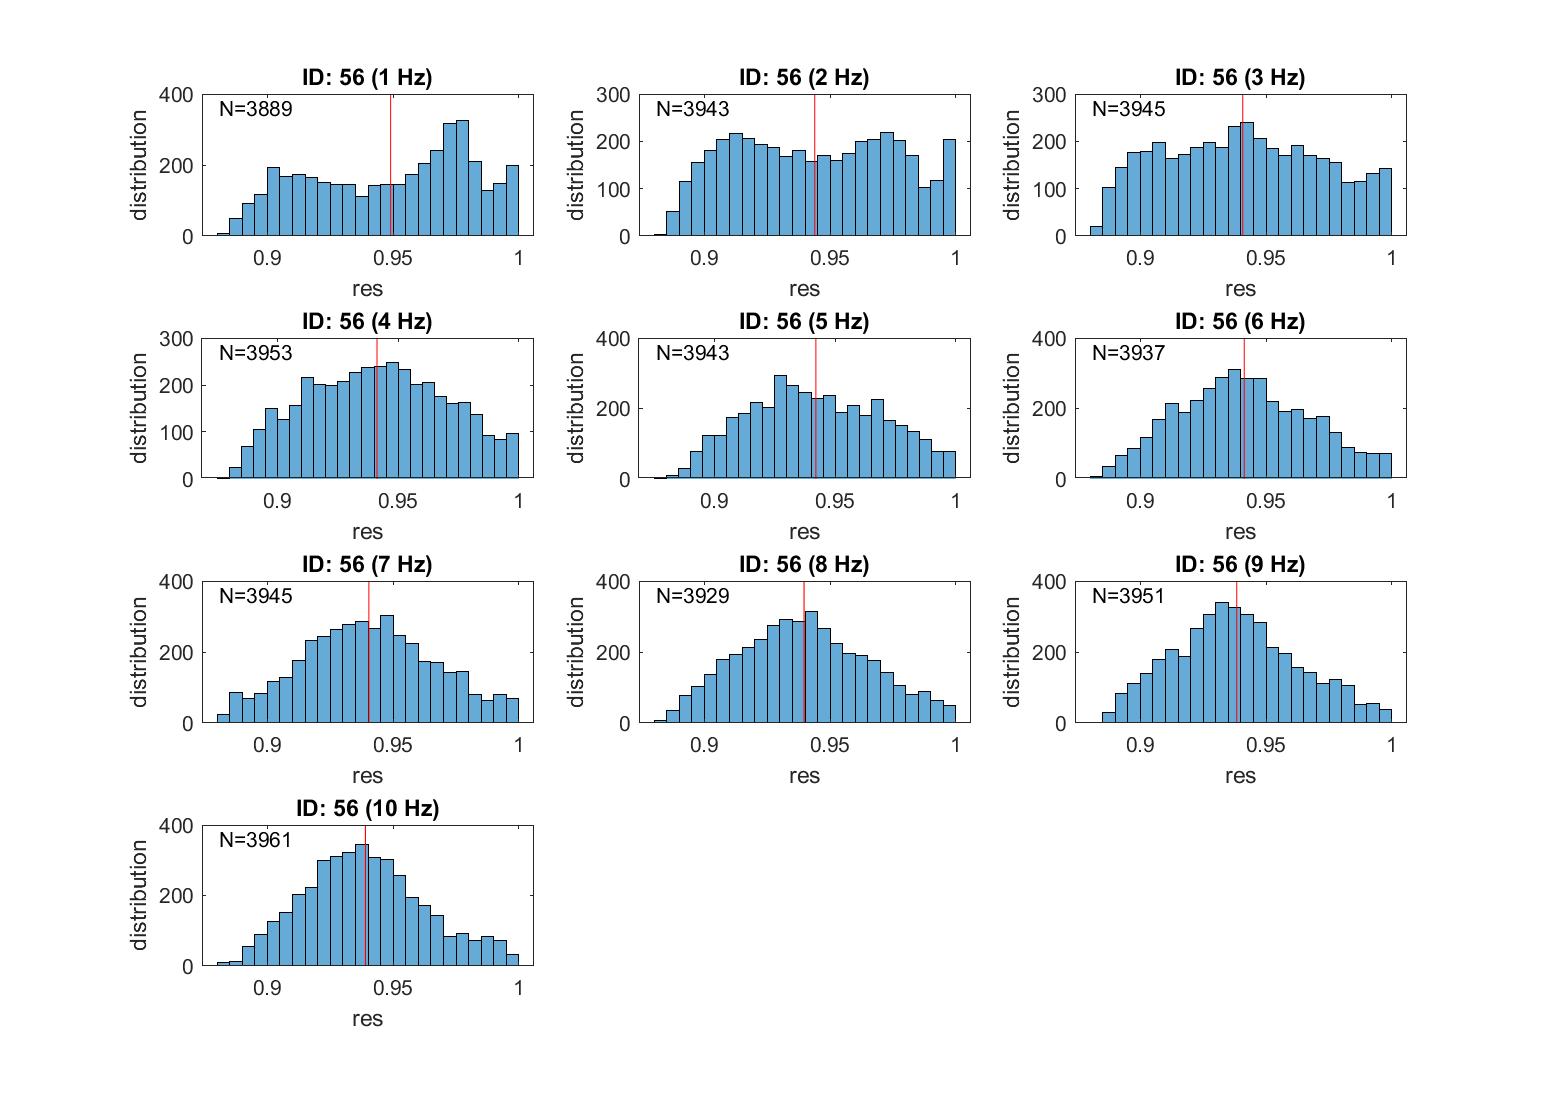 ID: 56 (1 Hz)
N=3889
distribution
400
200
0
0.9 0.95 1
res
ID: 56 (2 Hz)
N=3943
distribution
300
200
100
0
0.9 0.95 1
res
ID: 56 (3 Hz)
N=3945
distribution
300
200
100
0
0.9 0.95 1
res
ID: 56 (4 Hz)
N=3953
distribution
300
200
100
0
0.9 0.95 1
res
ID: 56 (5 Hz)
N=3943
distribution
400
200
0
0.9 0.95 1
res
ID: 56 (6 Hz)
N=3937
distribution
400
200
0
0.9 0.95 1
res
ID: 56 (7 Hz)
N=3945
distribution
400
200
0
0.9 0.95 1
res
ID: 56 (8 Hz)
N=3929
distribution
400
200
0
0.9 0.95 1
res
ID: 56 (9 Hz)
N=3951
distribution
400
200
0
0.9 0.95 1
res
ID: 56 (10 Hz)
N=3961
distribution
400
200
0
0.9 0.95 1
res